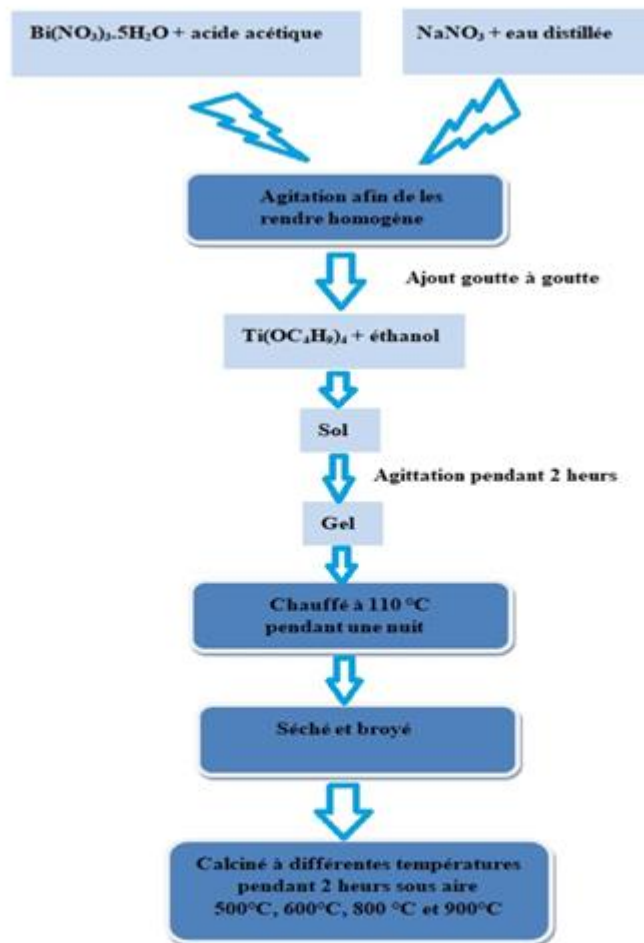 Bi(NO₃)₃.5H₂O + acide acétique
NaNO₃ + eau distillée
Agitation afin de les
rendre homogène
Ajout goutte à goutte
Ti(OC₄H₉)₄ + éthanol
Sol
Agittation pendant 2 heurs
Gel
Chauffé à 110 °C
pendant une nuit
Séché et broyé
Calciné à différentes températures
pendant 2 heurs sous aire
500°C, 600°C, 800 °C et 900°C